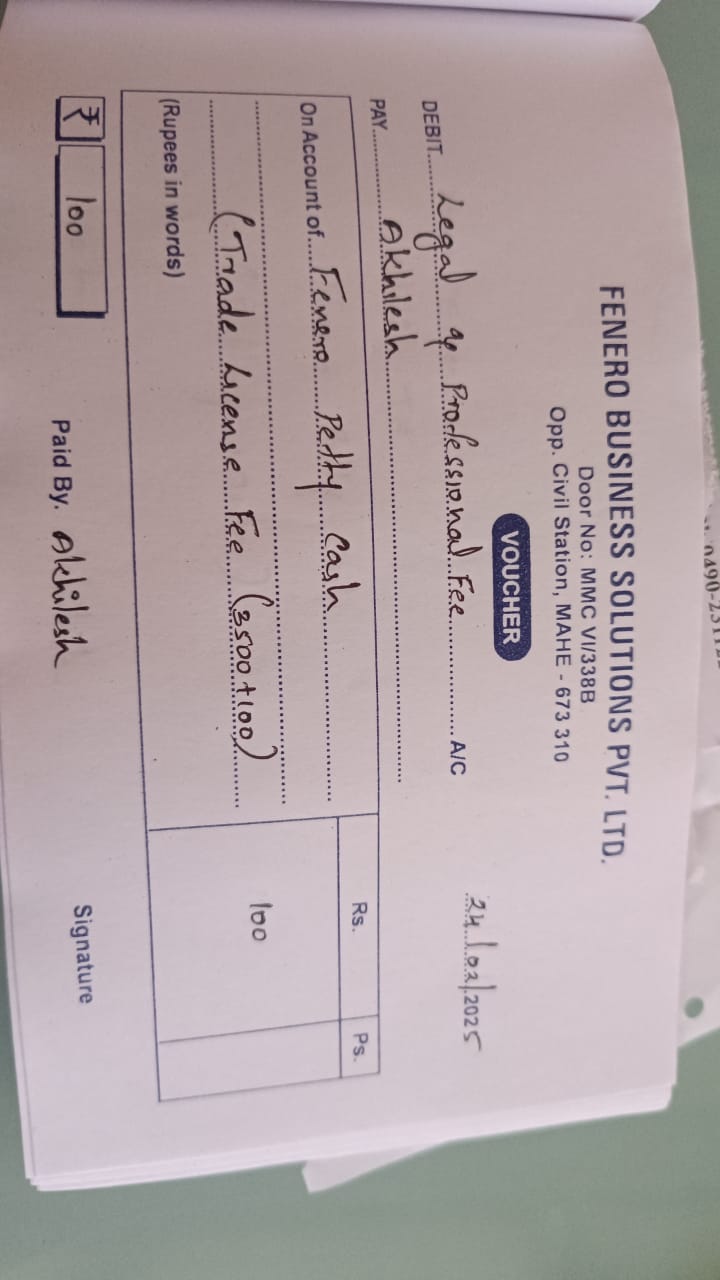 0490-231
FENERO BUSINESS SOLUTIONS PVT. LTD.
Door No: MMC VI/338B
Opp. Civil Station, MAHE - 673 310
VOUCHER
24/02/2025
DEBIT Legal & Professional Fee A/C
PAY Akhilesh
Rs. Ps.
On Account of Fenero Petty Cash
(Trade License Fee (3500+100) 100
(Rupees in words)
₹ 100 Paid By. Akhilesh Signature